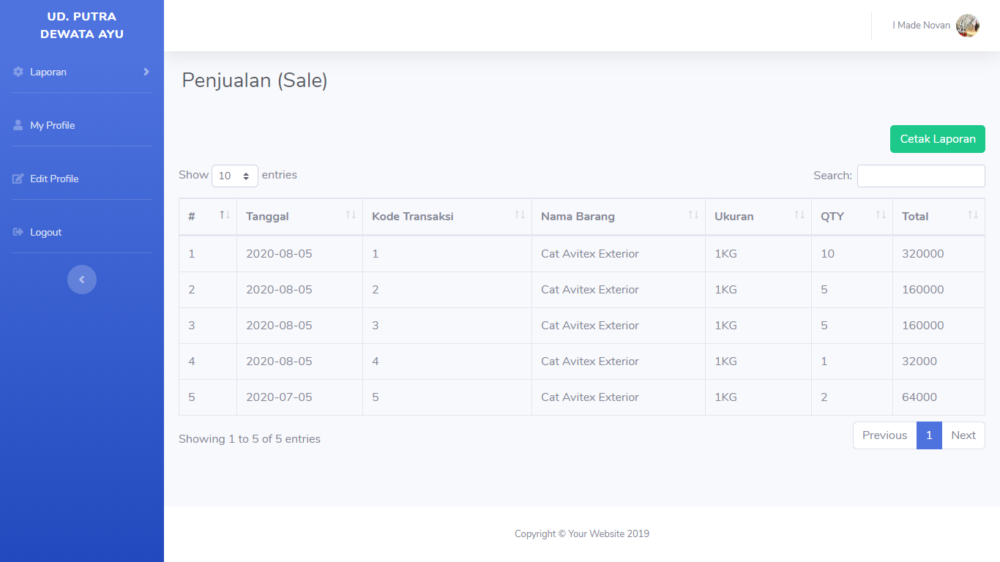 UD. PUTRA
DEWATA AYU
Laporan
My Profile
Edit Profile
Logout
I Made Novan
Penjualan (Sale)
Cetak Laporan
Show 10 entries
Search:
# Tanggal Kode Transaksi Nama Barang Ukuran QTY Total
1 2020-08-05 1 Cat Avitex Exterior 1KG 10 320000
2 2020-08-05 2 Cat Avitex Exterior 1KG 5 160000
3 2020-08-05 3 Cat Avitex Exterior 1KG 5 160000
4 2020-08-05 4 Cat Avitex Exterior 1KG 1 32000
5 2020-07-05 5 Cat Avitex Exterior 1KG 2 64000
Showing 1 to 5 of 5 entries
Previous 1 Next
Copyright © Your Website 2019